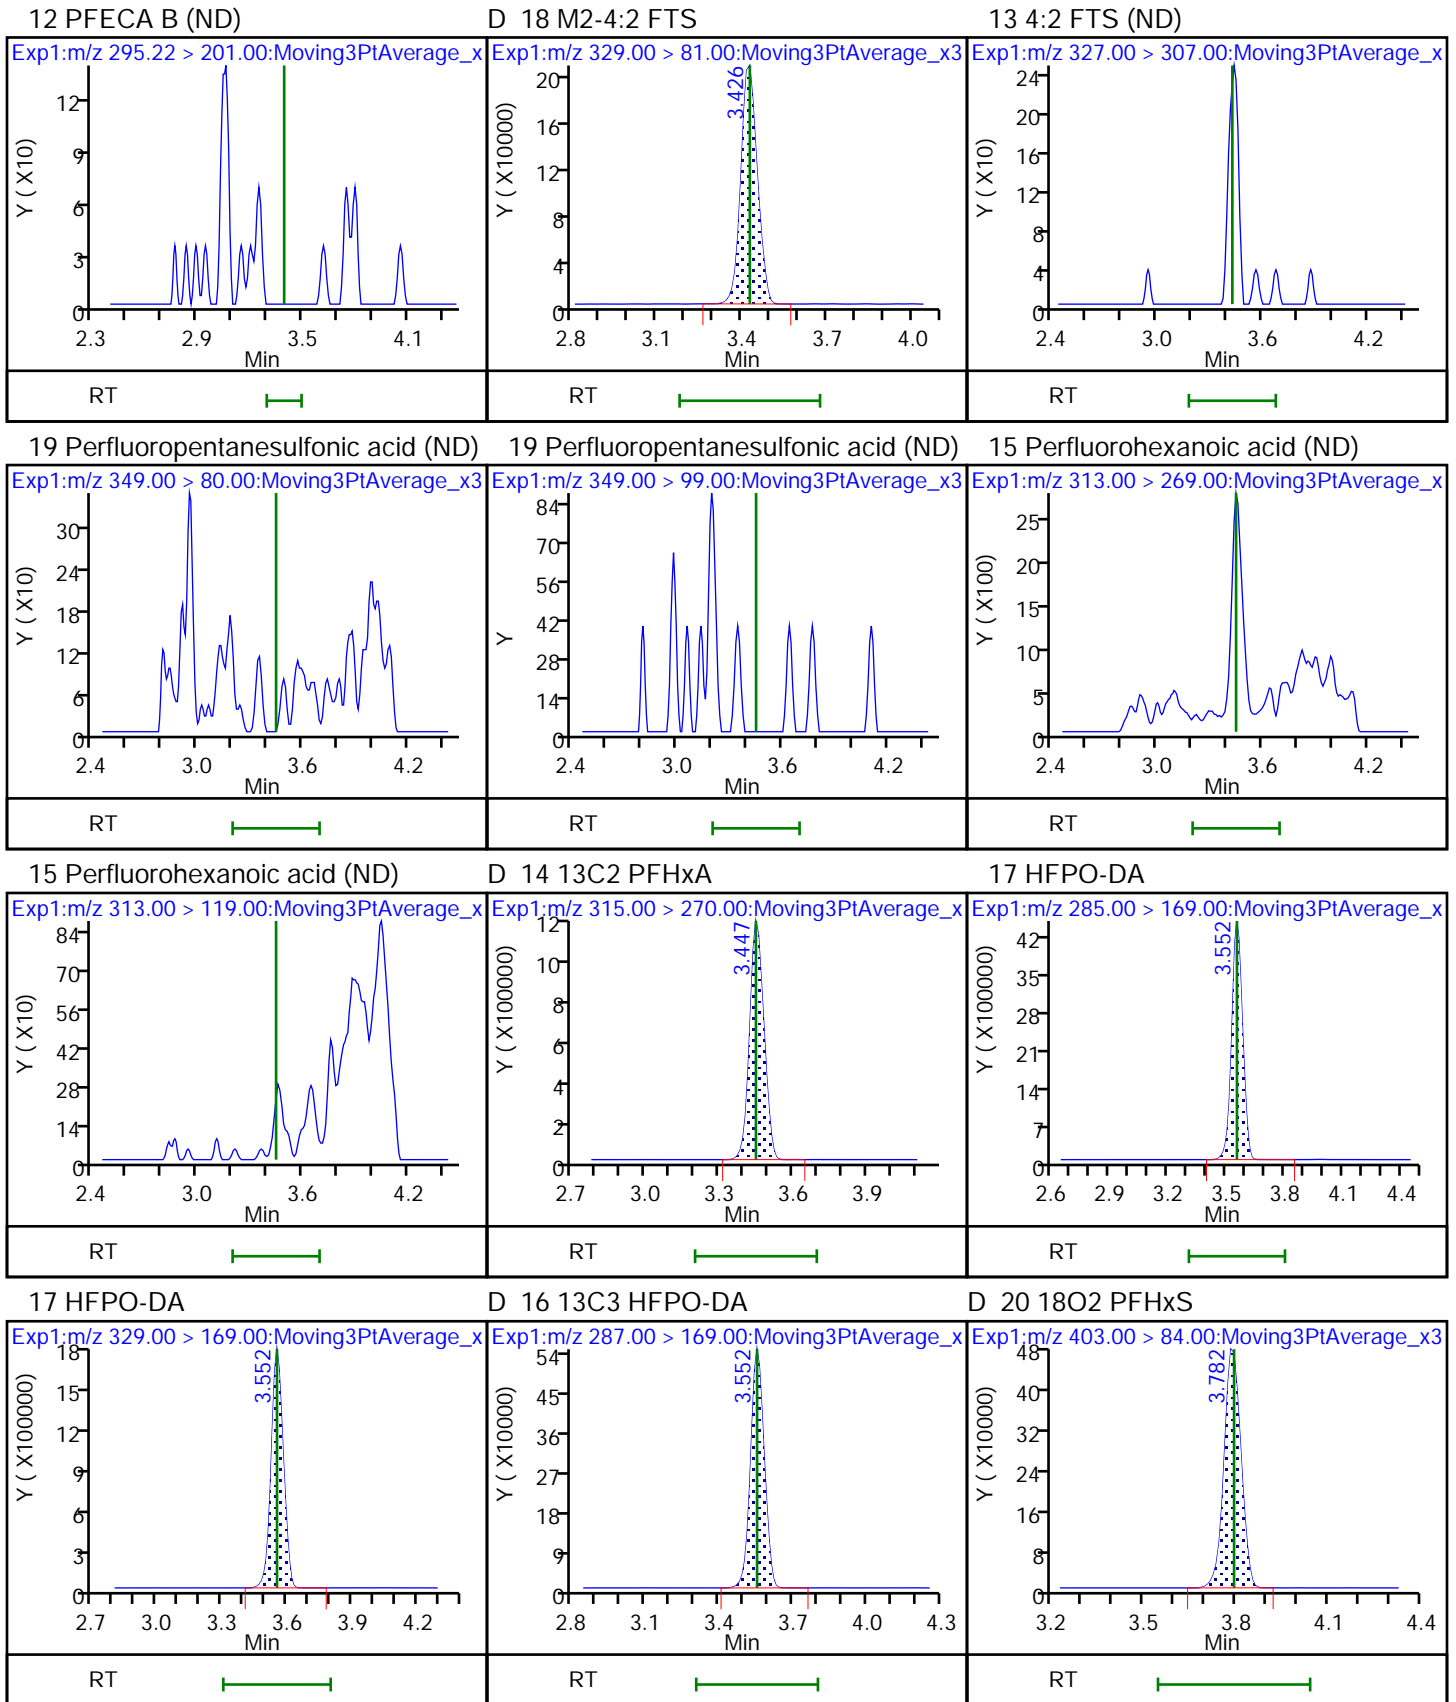 12 PFECA B (ND)
Exp1:m/z 295.22 > 201.00:Moving3PtAverage_x
Y ( X10)
12
9
6
3
0
2.3 2.9 3.5 4.1
Min
RT
D 18 M2-4:2 FTS
Exp1:m/z 329.00 > 81.00:Moving3PtAverage_x3
3.426
Y ( X10000)
20
16
12
8
4
0
2.8 3.1 3.4 3.7 4.0
Min
RT
13 4:2 FTS (ND)
Exp1:m/z 327.00 > 307.00:Moving3PtAverage_x
Y ( X10)
24
20
16
12
8
4
0
2.4 3.0 3.6 4.2
Min
RT
19 Perfluoropentanesulfonic acid (ND)
Exp1:m/z 349.00 > 80.00:Moving3PtAverage_x3
Y ( X10)
30
24
18
12
6
0
2.4 3.0 3.6 4.2
Min
RT
19 Perfluoropentanesulfonic acid (ND)
Exp1:m/z 349.00 > 99.00:Moving3PtAverage_x3
Y
84
70
56
42
28
14
0
2.4 3.0 3.6 4.2
Min
RT
15 Perfluorohexanoic acid (ND)
Exp1:m/z 313.00 > 269.00:Moving3PtAverage_x
Y ( X100)
25
20
15
10
5
0
2.4 3.0 3.6 4.2
Min
RT
15 Perfluorohexanoic acid (ND)
Exp1:m/z 313.00 > 119.00:Moving3PtAverage_x
Y ( X10)
84
70
56
42
28
14
0
2.4 3.0 3.6 4.2
Min
RT
D 14 13C2 PFHxA
Exp1:m/z 315.00 > 270.00:Moving3PtAverage_x
3.447
Y ( X100000)
12
10
8
6
4
2
0
2.7 3.0 3.3 3.6 3.9
Min
RT
17 HFPO-DA
Exp1:m/z 285.00 > 169.00:Moving3PtAverage_x
3.552
Y ( X100000)
42
35
28
21
14
7
0
2.6 2.9 3.2 3.5 3.8 4.1 4.4
Min
RT
17 HFPO-DA
Exp1:m/z 329.00 > 169.00:Moving3PtAverage_x
3.552
Y ( X100000)
18
15
12
9
6
3
0
2.7 3.0 3.3 3.6 3.9 4.2
Min
RT
D 16 13C3 HFPO-DA
Exp1:m/z 287.00 > 169.00:Moving3PtAverage_x
3.552
Y ( X10000)
54
45
36
27
18
9
0
2.8 3.1 3.4 3.7 4.0 4.3
Min
RT
D 20 18O2 PFHxS
Exp1:m/z 403.00 > 84.00:Moving3PtAverage_x3
3.782
Y ( X10000)
48
40
32
24
16
8
0
3.2 3.5 3.8 4.1 4.4
Min
RT